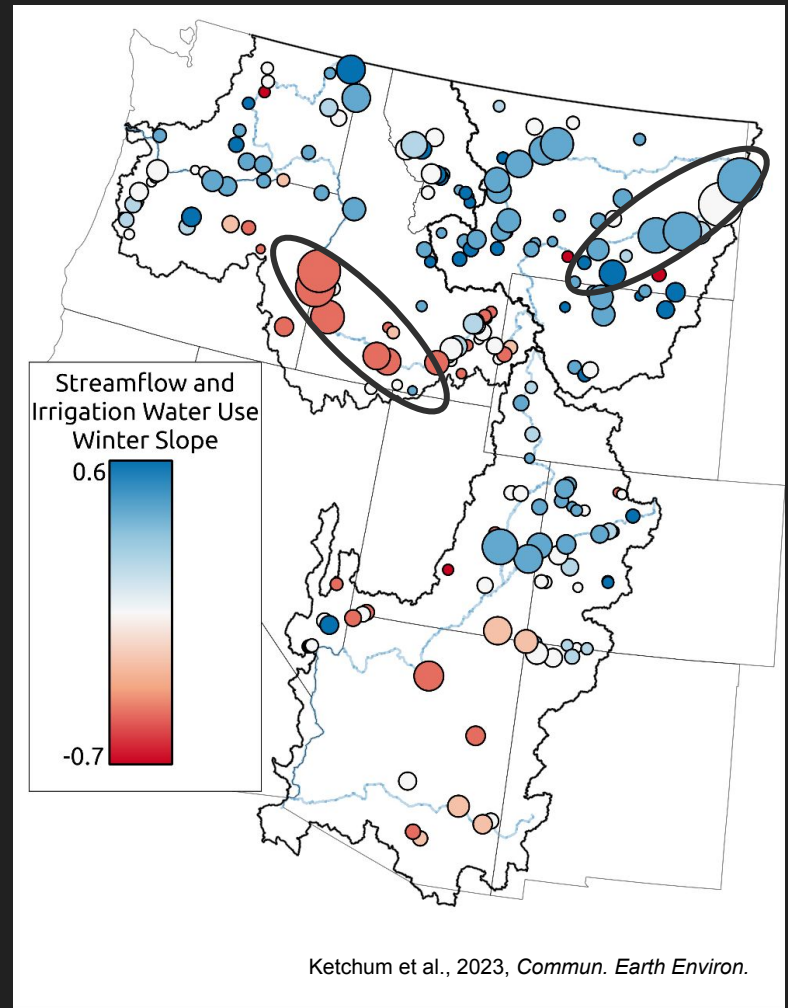 Streamflow and
Irrigation Water Use
Winter Slope
0.6
-0.7
Ketchum et al., 2023, Commun. Earth Environ.